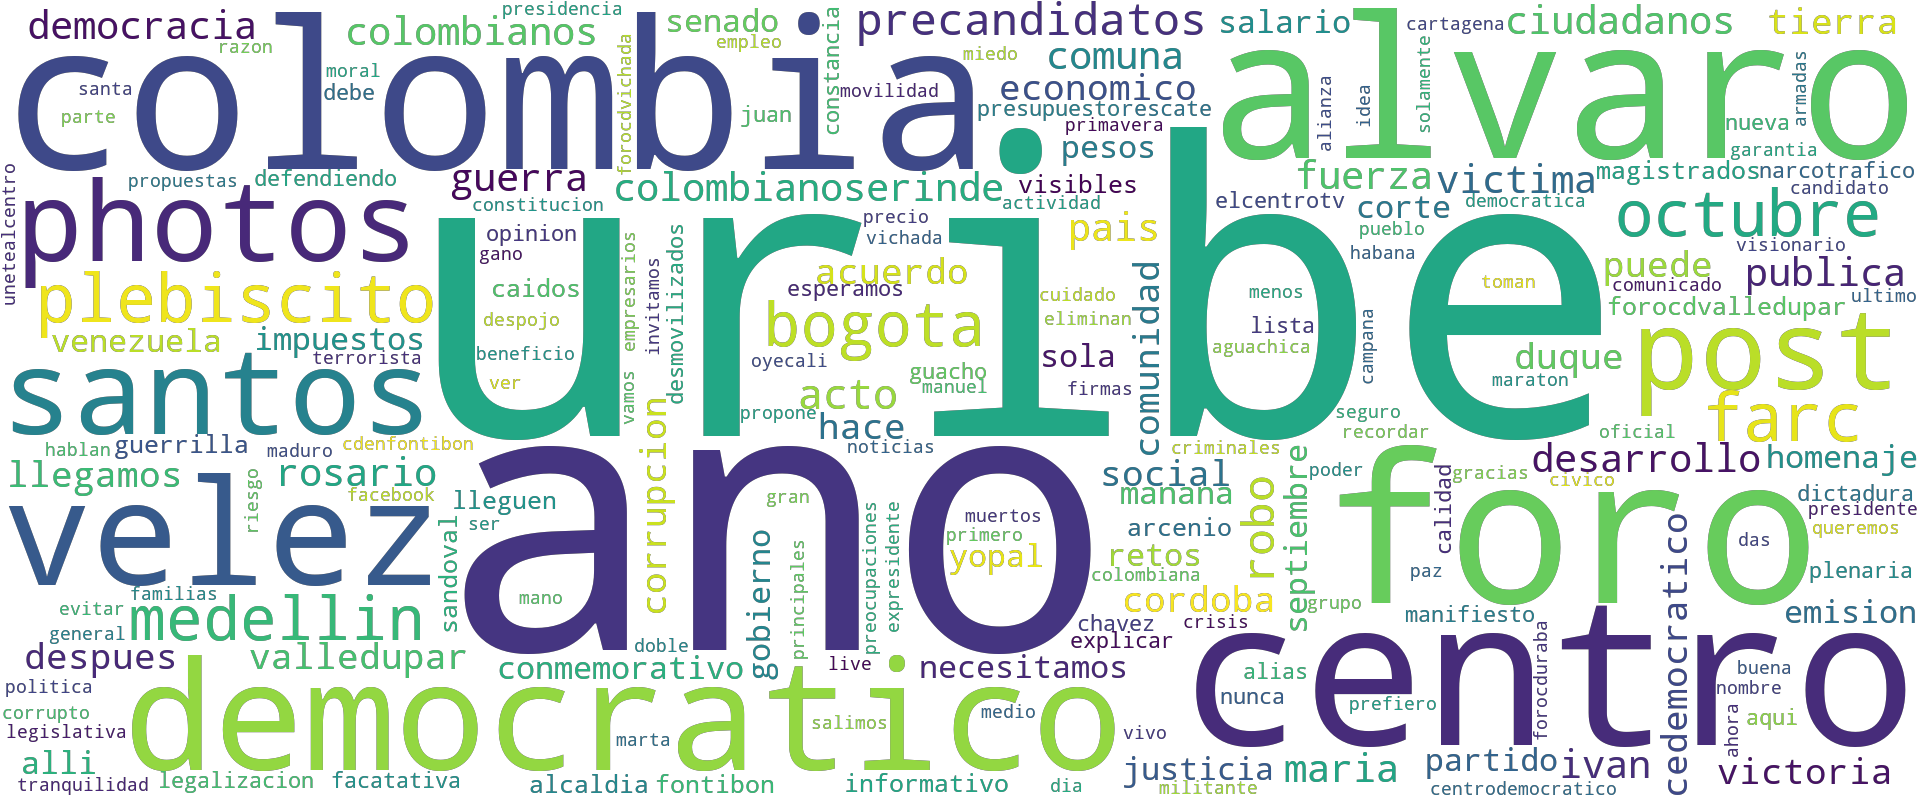 presidencia
democracia
colombianos
senado
precandidatos
salario
cartagena
ciudadanos
tierra
razon
empleo
colombia
alvaro
moral
debe
santa
parte
forocdvichada
juan
constancia
movilidad
miedo
comuna
economico
presupuestorescate
primavera
pesos
alianza
idea
solamente
nueva
armadas
garantia
unetealcentro
propuestas
defendiendo
guerra
colombianoserinde
visibles
actividad
fuerza
victima
magistrados
narcotrafico
candidato
photos
constitucion
opinion
gano
uribe
precio
vichada
pais
elcentrotv
corte
democratica
pueblo
habana
octubre
visionario
plebiscito
caidos
despojo
empresarios
invitamos
desmovilizados
acuerdo
esperamos
cuidado
eliminan
comunidad
menos
toman
puede
publica
comunicado
ultimo
forocdvalledupar
venezuela
impuestos
terrorista
beneficio
ver
vamos
bogota
oyecali
guacho
manuel
sola
firmas
lista
aguachica
campana
duque
maraton
post
santos
acto
propone
hace
noticias
seguro
recordar
oficial
farc
hablan
guerrilla
maduro
cdenfontibon
llegamos
rosario
facebook
riesgo
lleguen
ser
corrupcion
ano
gran
social
criminales
manana
arcenio
robo
septiembre
poder
foro
gracias
civico
calidad
desarrollo
homenaje
dictadura
presidente
queremos
velez
sandoval
muertos
primero
yopal
preocupaciones
expresidente
principales
gobierno
retos
colombiana
cordoba
grupo
paz
das
plenaria
familias
evitar
general
medellin
mano
doble
chavez
crisis
explicar
manifiesto
forocduraba
cedemocratico
emision
despues
valledupar
conmemorativo
live
necesitamos
alias
nunca
prefiero
centro
buena
nombre
ahora
aqui
politica
corrupto
legislativa
democratico
marta
salimos
medio
vivo
alli
tranquilidad
legalizacion
facatativa
alcaldia
fontibon
informativo
dia
justicia
militante
maria
partido
centrodemocratico
ivan
victoria